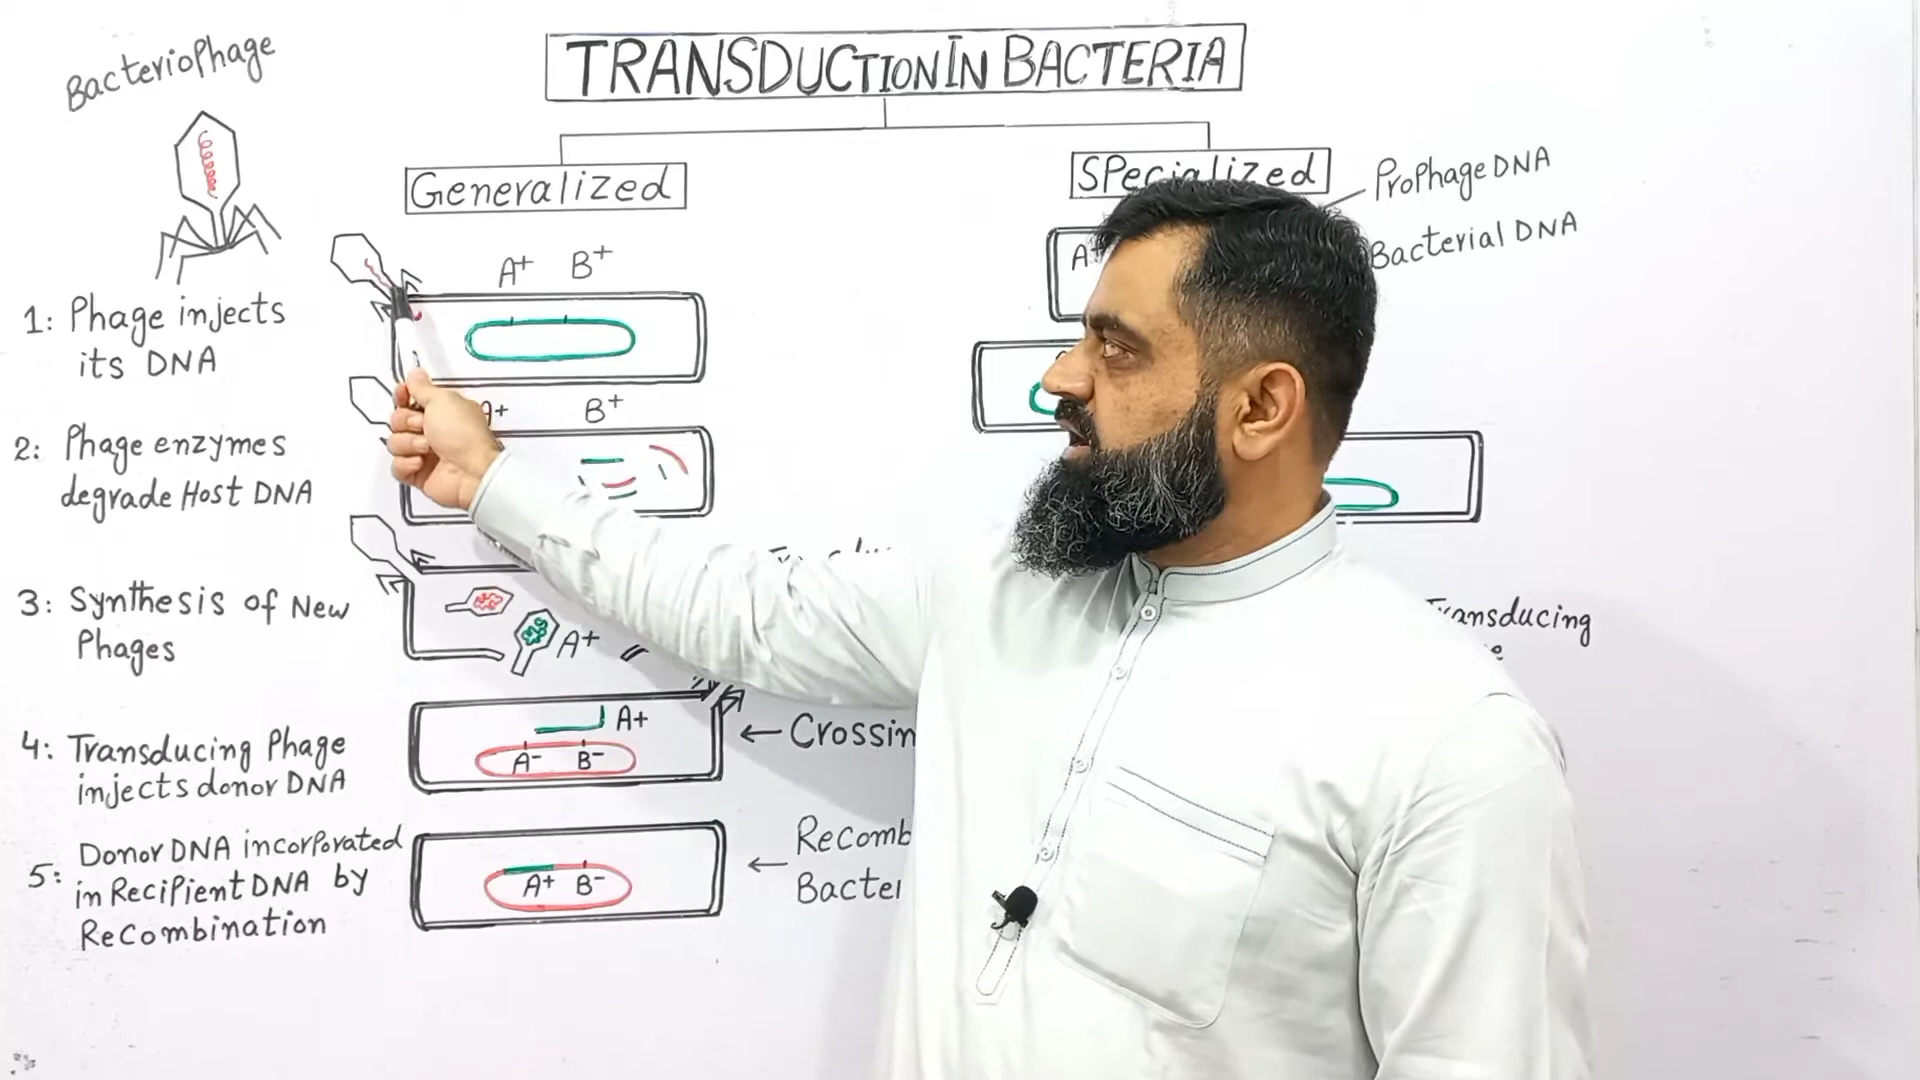 BacterioPhage
TRANSDUCTION IN BACTERIA
Generalized
SPecialized
ProPhage DNA
Bacterial DNA
A+ B+
1: Phage injects
its DNA
A+ B+
2: Phage enzymes
degrade Host DNA
3: Synthesis of New
Phages
A+
Transducing
4: Transducing Phage
injects donor DNA
A+
A- B-
← Crossin
5: Donor DNA incorporated
in Recipient DNA by
Recombination
A+ B-
← Recomb
Bacte